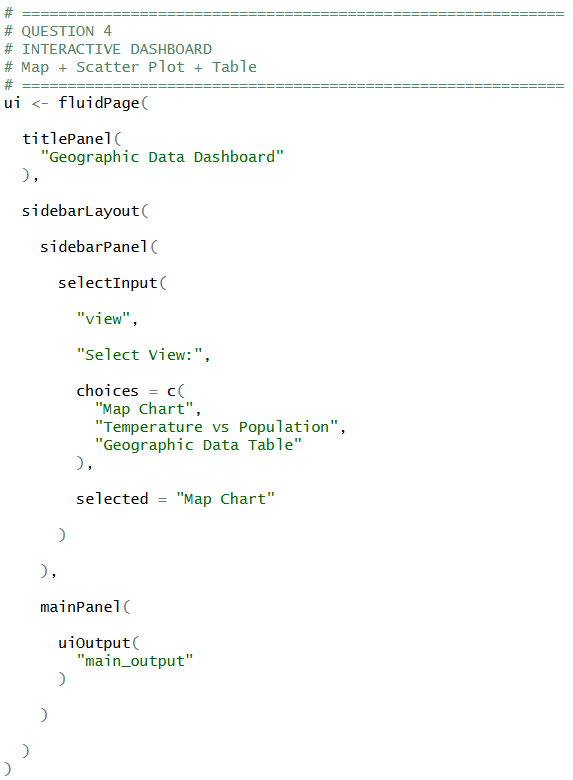 # ============================================================
# QUESTION 4
# INTERACTIVE DASHBOARD
# Map + Scatter Plot + Table
# ============================================================
ui <- fluidPage(
  titlePanel(
    "Geographic Data Dashboard"
  ),
  sidebarLayout(
    sidebarPanel(
      selectInput(
        "view",
        "Select View:",
        choices = c(
          "Map Chart",
          "Temperature vs Population",
          "Geographic Data Table"
        ),
        selected = "Map Chart"
      )
    ),
    mainPanel(
      uiOutput(
        "main_output"
      )
    )
  )
)